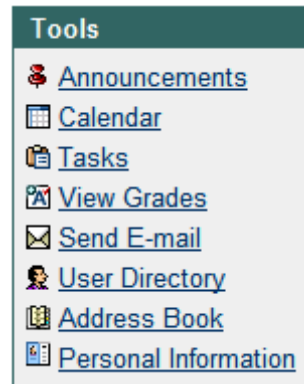 Tools
Announcements
Calendar
Tasks
View Grades
Send E-mail
User Directory
Address Book
Personal Information